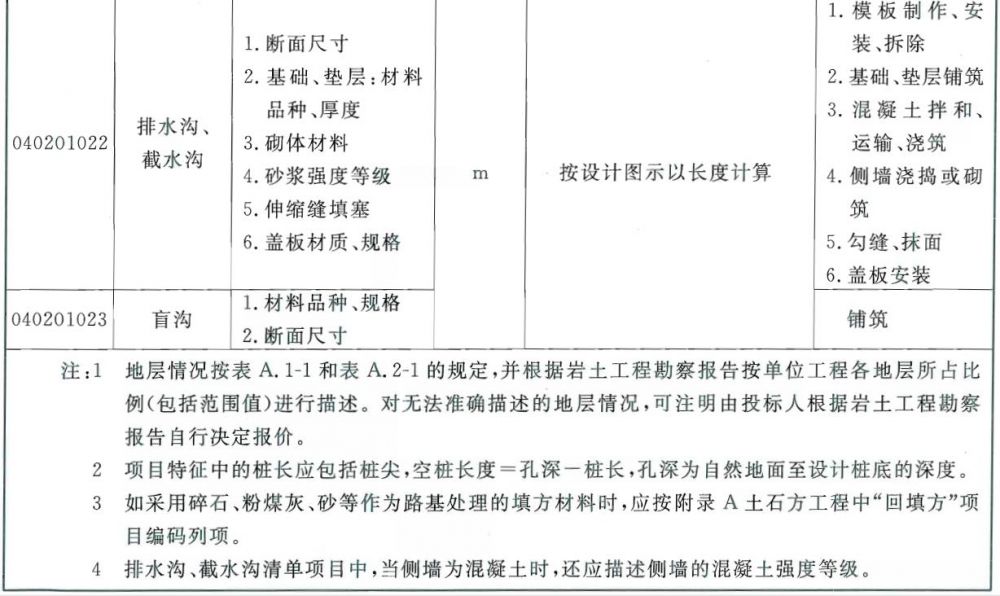 040201022
排水沟、
截水沟
1.断面尺寸
2.基础、垫层:材料
品种、厚度
3.砌体材料
4.砂浆强度等级
5.伸缩缝填塞
6.盖板材质、规格
m
按设计图示以长度计算
1.模板制作、安
装、拆除
2.基础、垫层铺筑
3.混凝土拌和、
运输、浇筑
4.侧墙浇捣或砌
筑
5.勾缝、抹面
6.盖板安装
040201023
盲沟
1.材料品种、规格
2.断面尺寸
铺筑
注:1 地层情况按表 A.1-1 和表 A.2-1 的规定,并根据岩土工程勘察报告按单位工程各地层所占比
例(包括范围值)进行描述。对无法准确描述的地层情况,可注明由投标人根据岩土工程勘察
报告自行决定报价。
2 项目特征中的桩长应包括桩尖,空桩长度=孔深-桩长,孔深为自然地面至设计桩底的深度。
3 如采用碎石、粉煤灰、砂等作为路基处理的填方材料时,应按附录 A 土石方工程中“回填方”项
目编码列项。
4 排水沟、截水沟清单项目中,当侧墙为混凝土时,还应描述侧墙的混凝土强度等级。